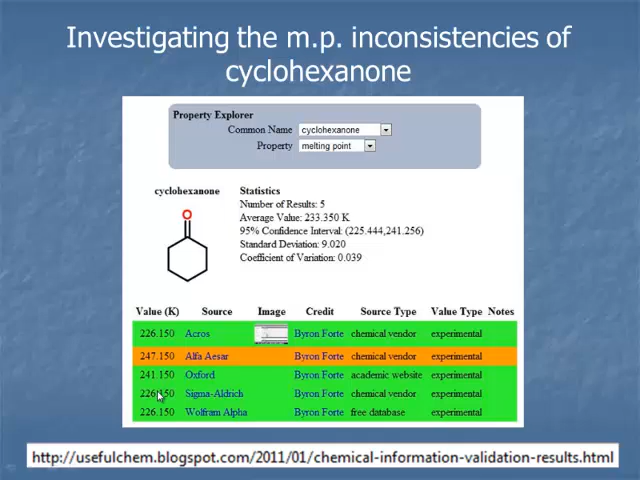 Investigating the m.p. inconsistencies of
cyclohexanone
Property Explorer
Common Name cyclohexanone
Property melting point
cyclohexanone
O
Statistics
Number of Results: 5
Average Value: 233.350 K
95% Confidence Interval: (225.444,241.256)
Standard Deviation: 9.020
Coefficient of Variation: 0.039
Value (K) Source Image Credit Source Type Value Type Notes
226.150 Acros Byron Forte chemical vendor experimental
247.150 Alfa Aesar Byron Forte chemical vendor experimental
241.150 Oxford Byron Forte academic website experimental
226.150 Sigma-Aldrich Byron Forte chemical vendor experimental
226.150 Wolfram Alpha Byron Forte free database experimental
http://usefulchem.blogspot.com/2011/01/chemical-information-validation-results.html